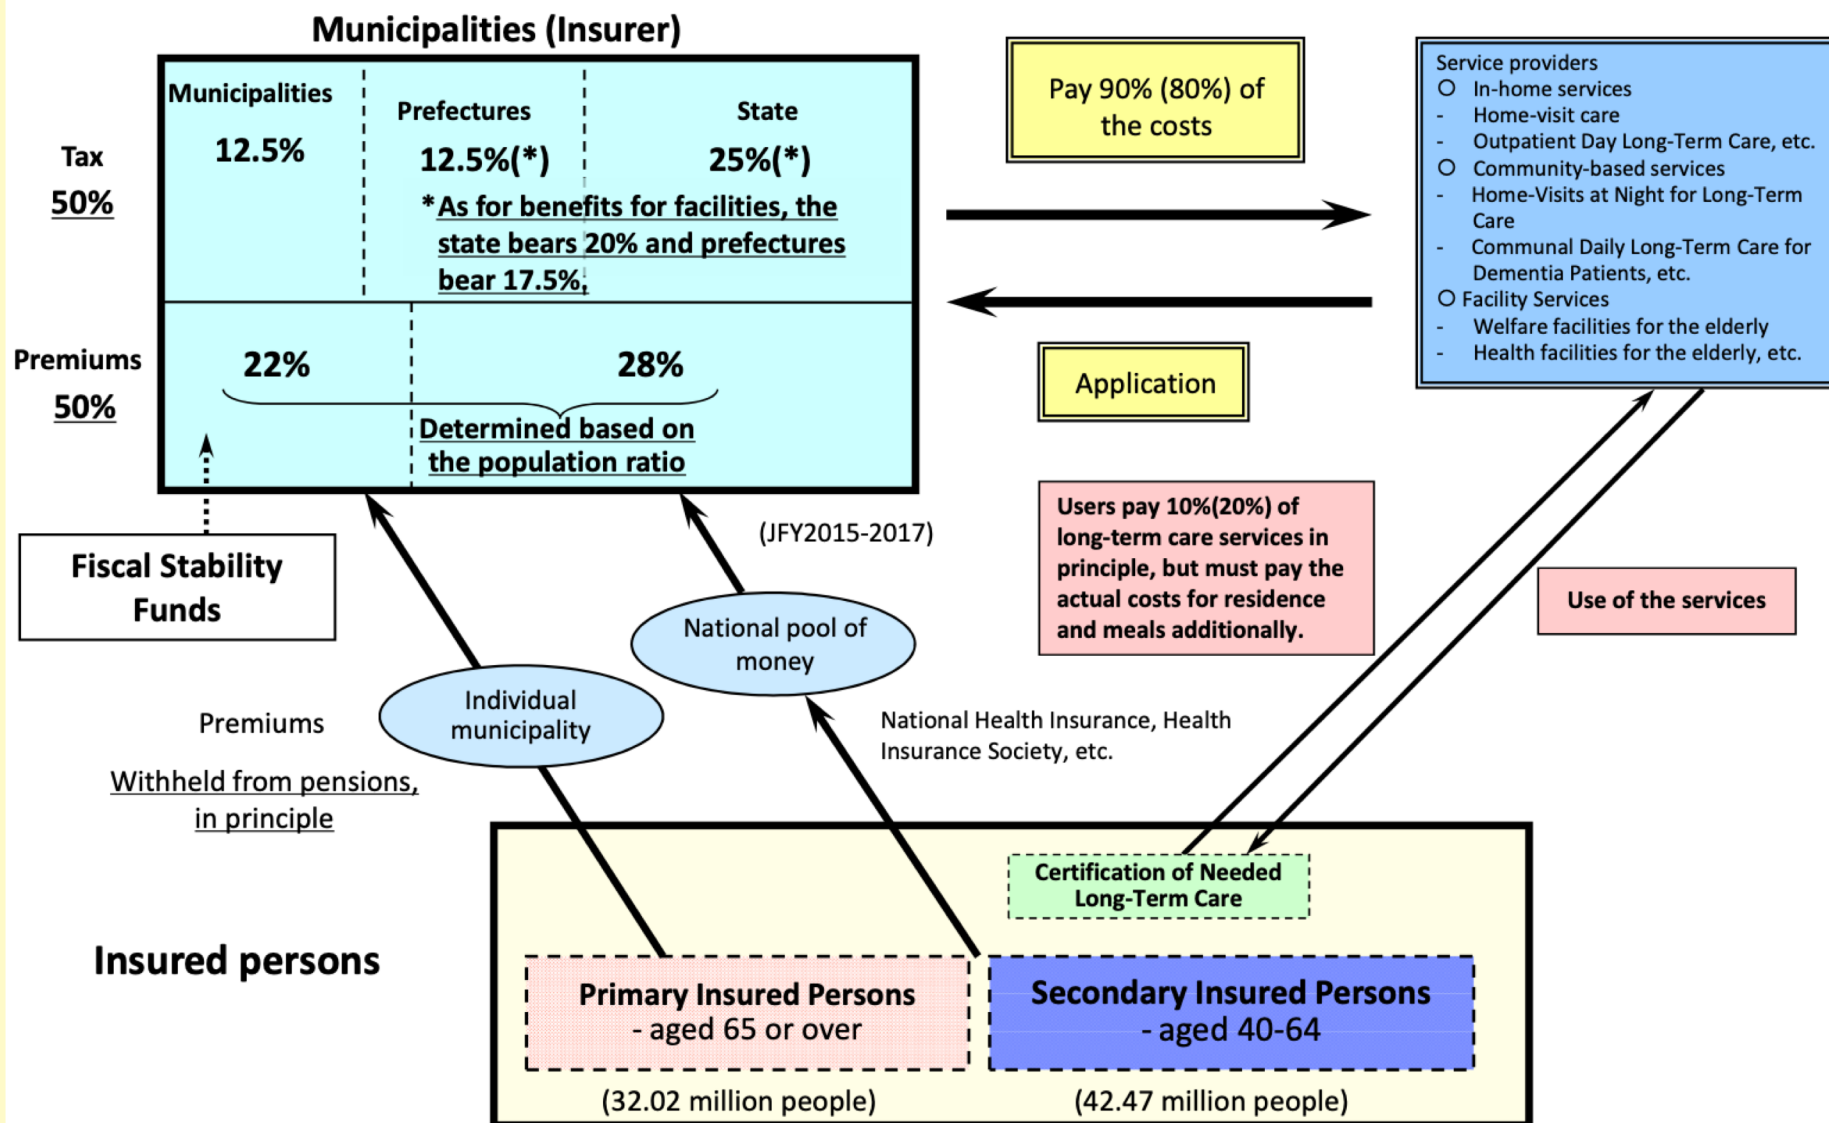 Municipalities (Insurer)
Tax
50%
Municipalities
12.5%
Prefectures
12.5%(*)
State
25%(*)
*As for benefits for facilities, the
state bears 20% and prefectures
bear 17.5%.
Premiums
50%
22%
28%
Determined based on
the population ratio
Fiscal Stability
Funds
(JFY2015-2017)
Pay 90% (80%) of
the costs
Application
Service providers
○ In-home services
- Home-visit care
- Outpatient Day Long-Term Care, etc.
○ Community-based services
- Home-Visits at Night for Long-Term
Care
- Communal Daily Long-Term Care for
Dementia Patients, etc.
○ Facility Services
- Welfare facilities for the elderly
- Health facilities for the elderly, etc.
Users pay 10%(20%) of
long-term care services in
principle, but must pay the
actual costs for residence
and meals additionally.
Use of the services
National pool of
money
Individual
municipality
Premiums
Withheld from pensions,
in principle
National Health Insurance, Health
Insurance Society, etc.
Insured persons
Certification of Needed
Long-Term Care
Primary Insured Persons
- aged 65 or over
(32.02 million people)
Secondary Insured Persons
- aged 40-64
(42.47 million people)